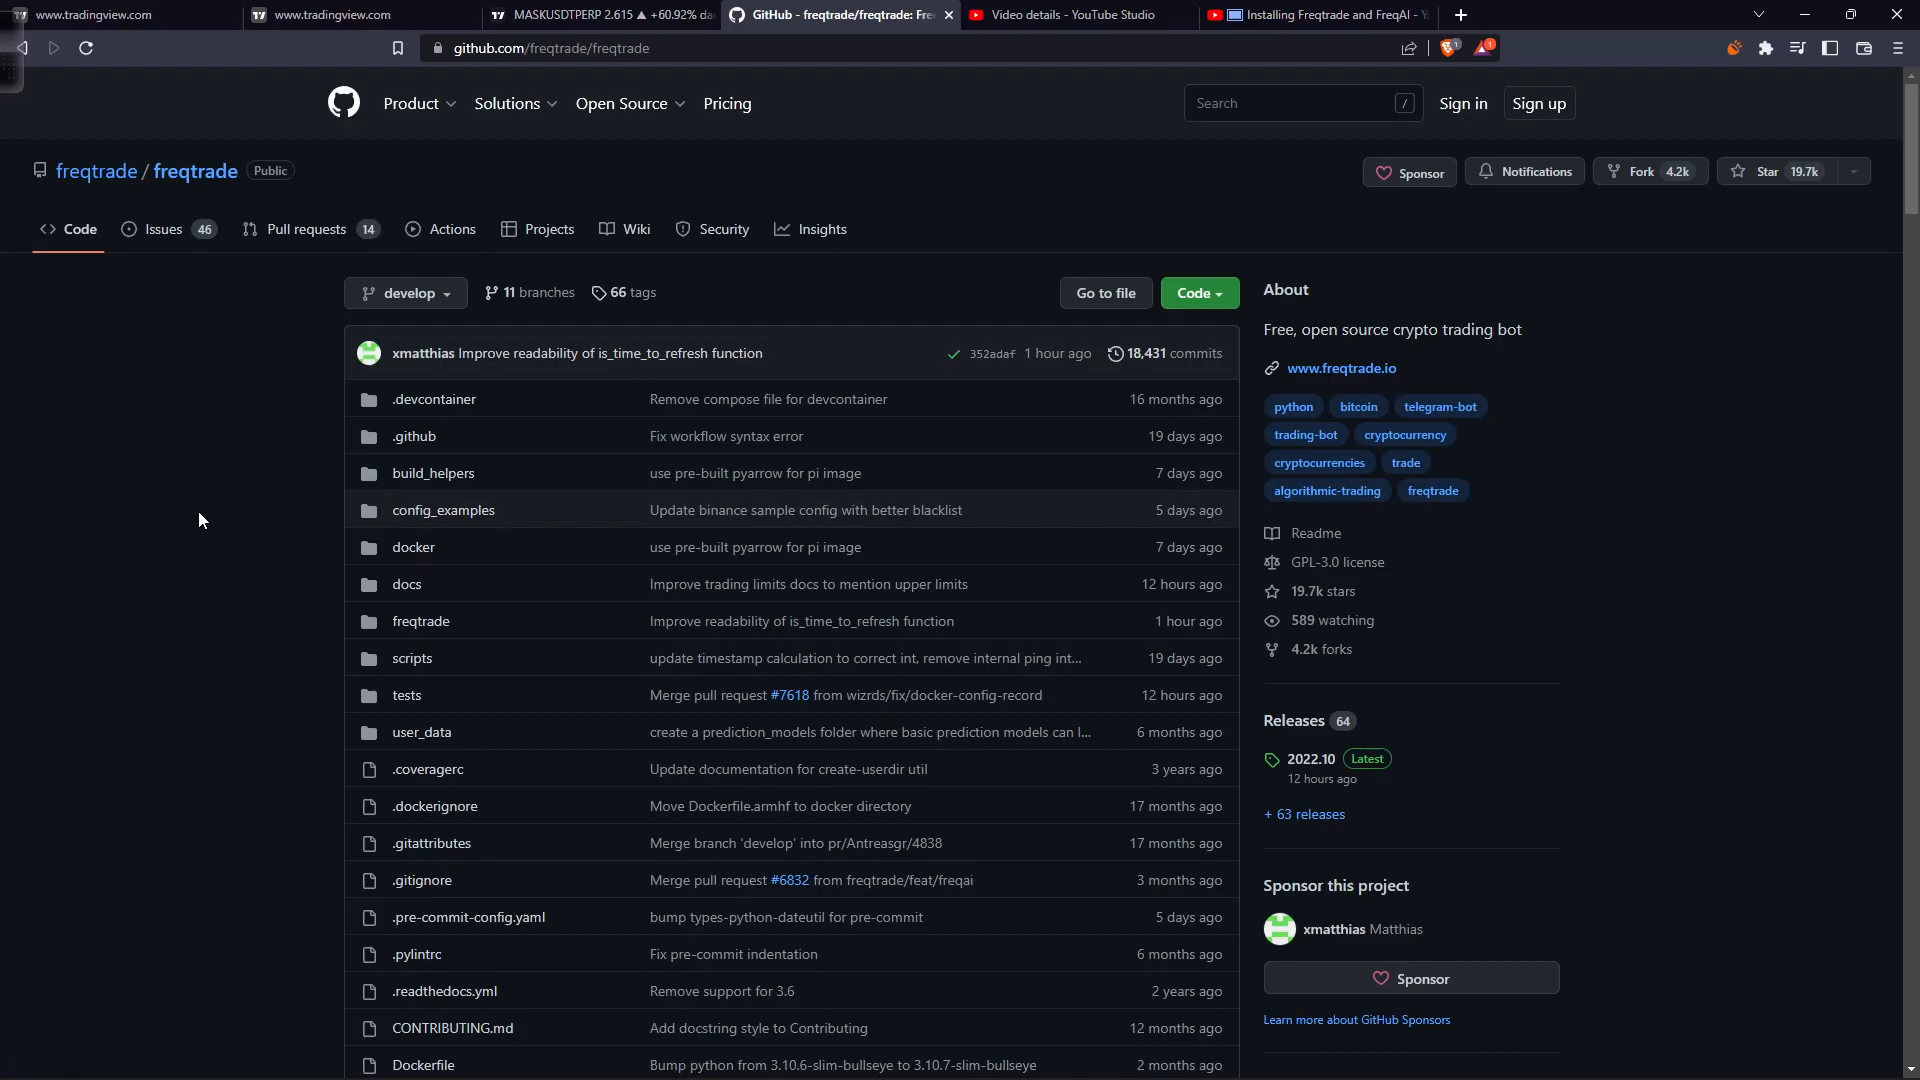 www.tradingview.com www.tradingview.com MASKUSDTPERP 2.615 ▲ +60.92% GitHub - freqtrade/freqtrade: Video details - YouTube Studio Installing Freqtrade and FreqAI -
github.com/freqtrade/freqtrade 1 1
Product Solutions Open Source Pricing Search / Sign in Sign up
freqtrade / freqtrade Public Sponsor Notifications Fork 4.2k Star 19.7k
Code Issues 46 Pull requests 14 Actions Projects Wiki Security Insights
develop 11 branches 66 tags Go to file Code
xmatthias Improve readability of is_time_to_refresh function 352adaf 1 hour ago 18,431 commits
.devcontainer Remove compose file for devcontainer 16 months ago
.github Fix workflow syntax error 19 days ago
build_helpers use pre-built pyarrow for pi image 7 days ago
config_examples Update binance sample config with better blacklist 5 days ago
docker use pre-built pyarrow for pi image 7 days ago
docs Improve trading limits docs to mention upper limits 12 hours ago
freqtrade Improve readability of is_time_to_refresh function 1 hour ago
scripts update timestamp calculation to correct int, remove internal ping int... 19 days ago
tests Merge pull request #7618 from wizrds/fix/docker-config-record 12 hours ago
user_data create a prediction_models folder where basic prediction models can l... 6 months ago
.coveragerc Update documentation for create-userdir util 3 years ago
.dockerignore Move Dockerfile.armhf to docker directory 17 months ago
.gitattributes Merge branch 'develop' into pr/Antreasgr/4838 17 months ago
.gitignore Merge pull request #6832 from freqtrade/feat/freqai 3 months ago
.pre-commit-config.yaml bump types-python-dateutil for pre-commit 5 days ago
.pylintrc Fix pre-commit indentation 6 months ago
.readthedocs.yml Remove support for 3.6 2 years ago
CONTRIBUTING.md Add docstring style to Contributing 12 months ago
Dockerfile Bump python from 3.10.6-slim-bullseye to 3.10.7-slim-bullseye 2 months ago
About
Free, open source crypto trading bot
www.freqtrade.io
python bitcoin telegram-bot
trading-bot cryptocurrency
cryptocurrencies trade
algorithmic-trading freqtrade
Readme
GPL-3.0 license
19.7k stars
589 watching
4.2k forks
Releases 64
2022.10 Latest
12 hours ago
+ 63 releases
Sponsor this project
xmatthias Matthias
Sponsor
Learn more about GitHub Sponsors